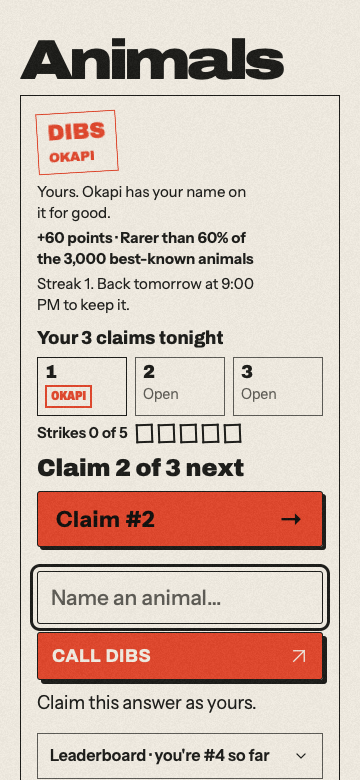 Animals
DIBS
OKAPI
Yours. Okapi has your name on
it for good.
+60 points · Rarer than 60% of
the 3,000 best-known animals
Streak 1. Back tomorrow at 9:00
PM to keep it.
Your 3 claims tonight
1
OKAPI
2
Open
3
Open
Strikes 0 of 5
Claim 2 of 3 next
Claim #2 →
Name an animal...
CALL DIBS
Claim this answer as yours.
Leaderboard · you're #4 so far